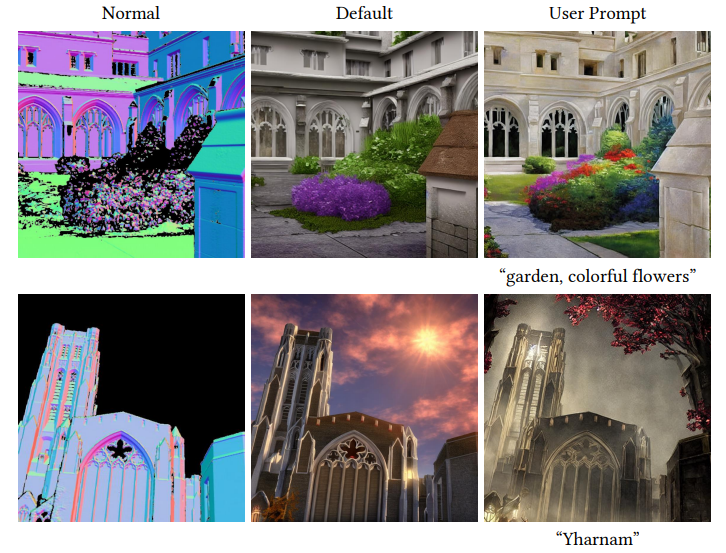 Normal
Default
User Prompt
“garden, colorful flowers”
“Yharnam”